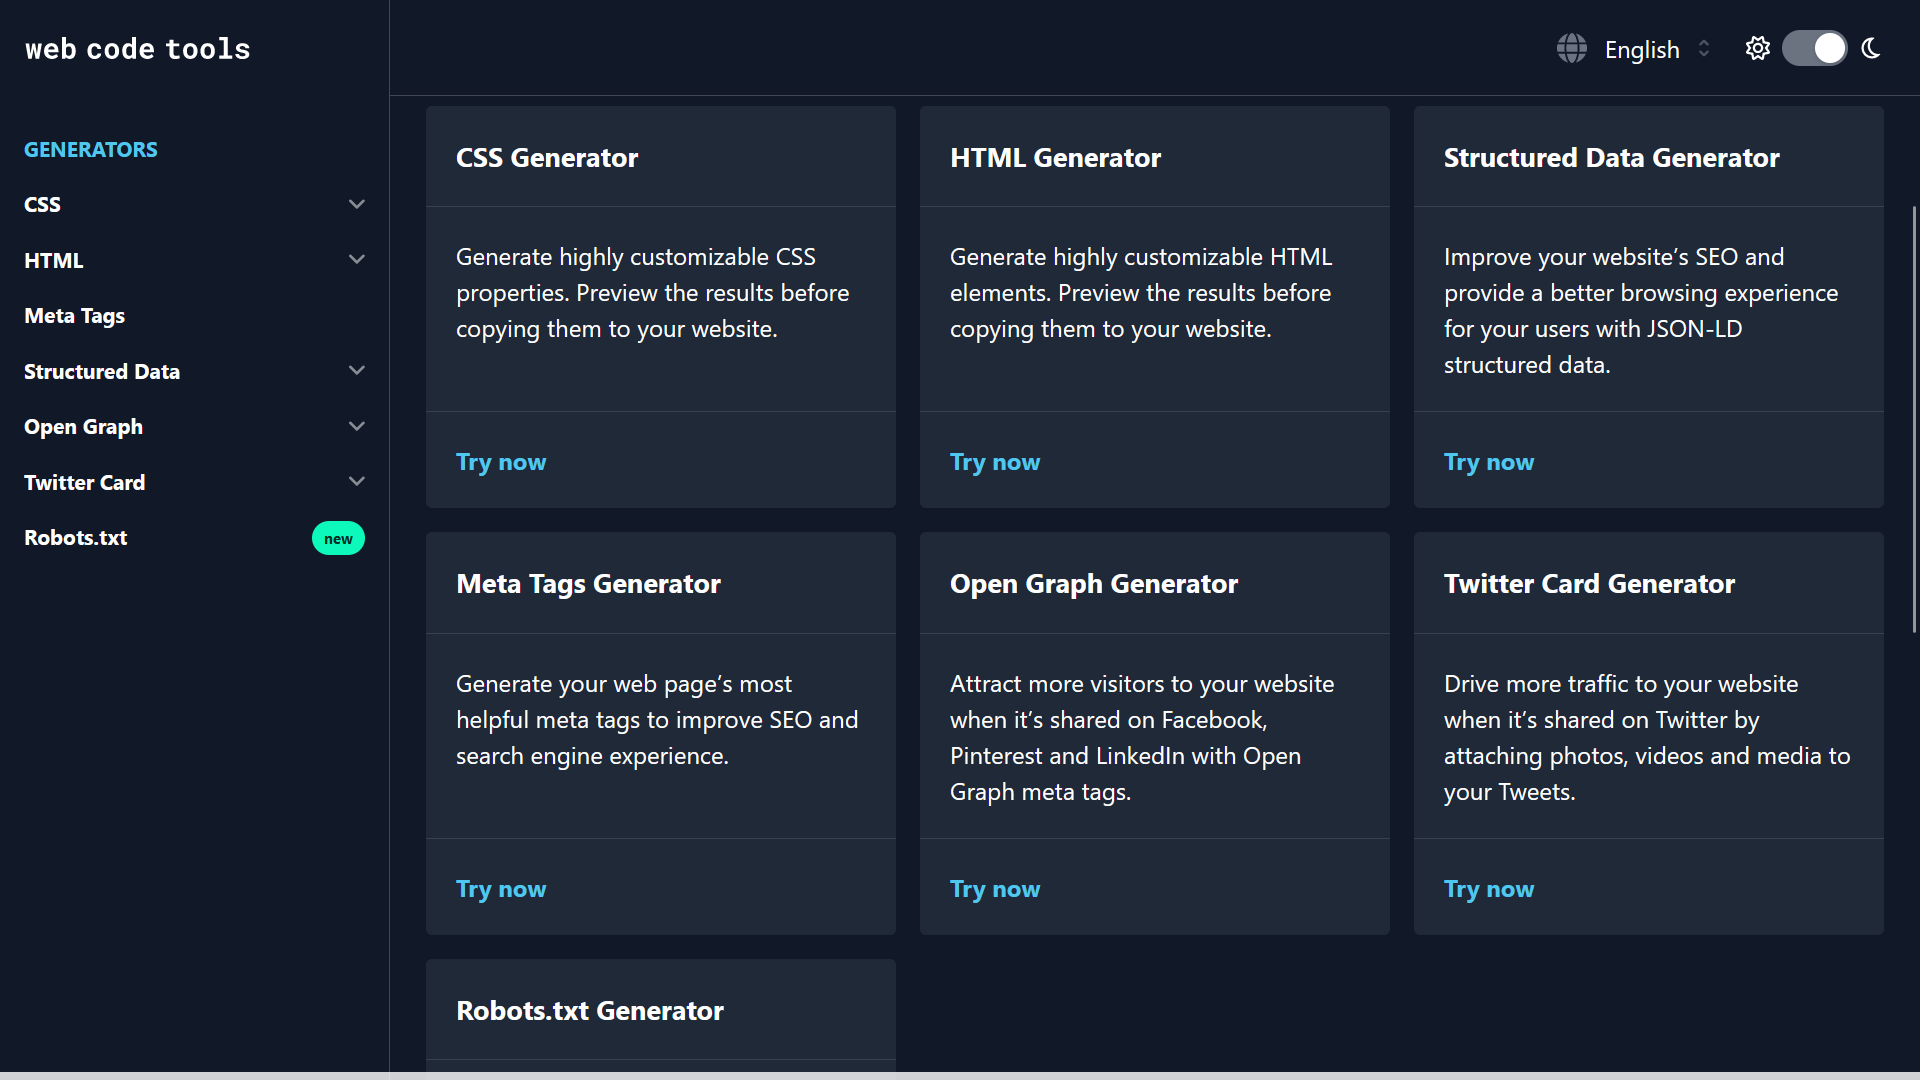 web code tools
English
GENERATORS
CSS
HTML
Meta Tags
Structured Data
Open Graph
Twitter Card
Robots.txt
new
CSS Generator
Generate highly customizable CSS
properties. Preview the results before
copying them to your website.
Try now
HTML Generator
Generate highly customizable HTML
elements. Preview the results before
copying them to your website.
Try now
Structured Data Generator
Improve your website’s SEO and
provide a better browsing experience
for your users with JSON-LD
structured data.
Try now
Meta Tags Generator
Generate your web page’s most
helpful meta tags to improve SEO and
search engine experience.
Try now
Open Graph Generator
Attract more visitors to your website
when it’s shared on Facebook,
Pinterest and LinkedIn with Open
Graph meta tags.
Try now
Twitter Card Generator
Drive more traffic to your website
when it’s shared on Twitter by
attaching photos, videos and media to
your Tweets.
Try now
Robots.txt Generator